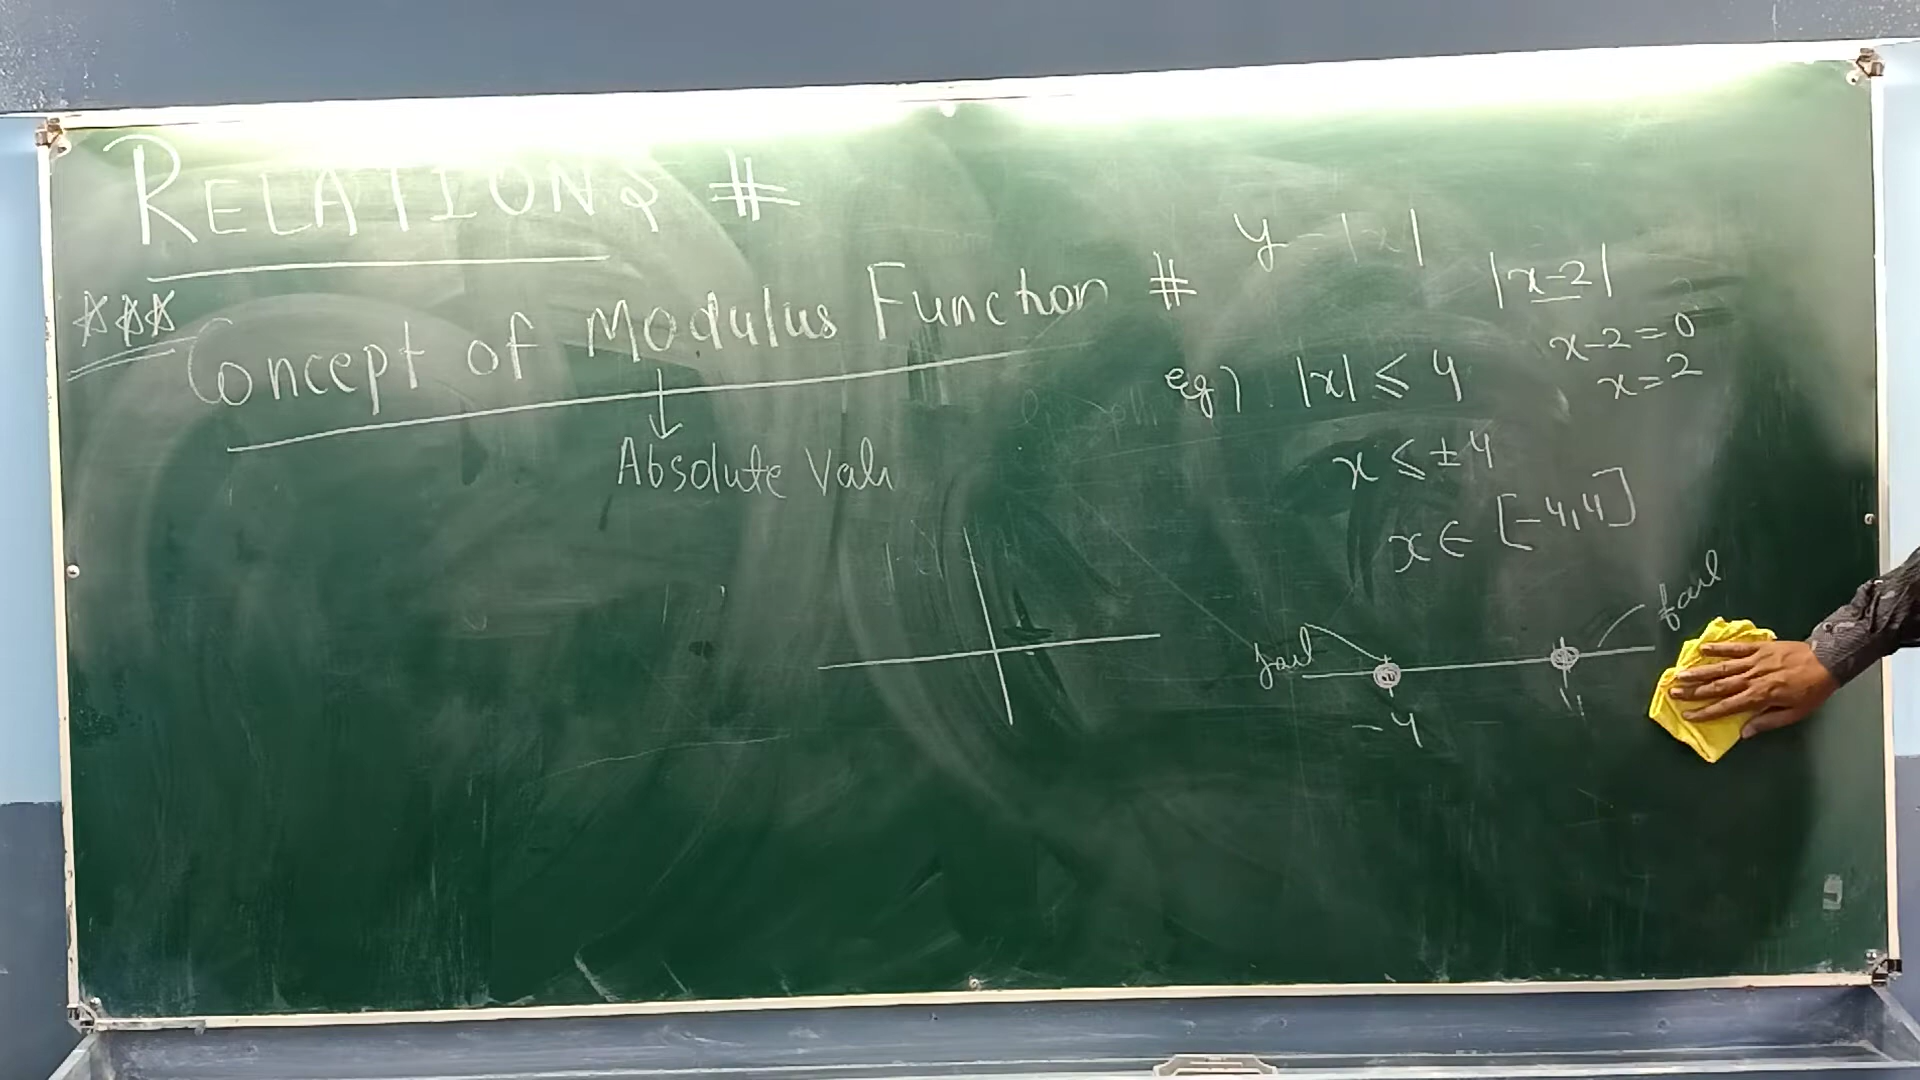 RELATIONS #
*** Concept of Modulus Function #
↓
Absolute Valu
y = |x|
|x-2|
x-2=0
x=2
eg) |x| ≤ 4
x ≤ ±4
x ∈ [-4,4]
fail
fail
-4
4